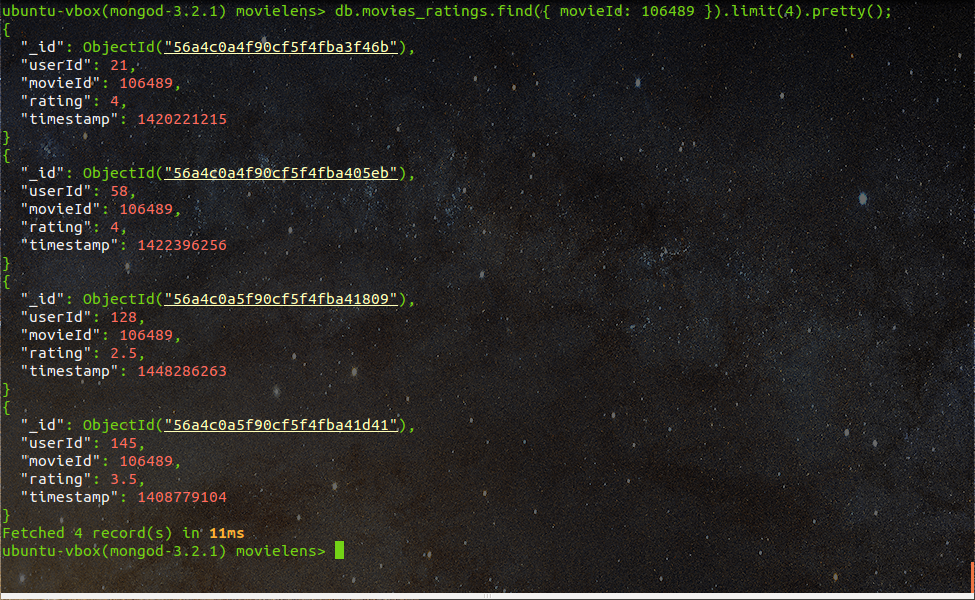 ubuntu-vbox(mongod-3.2.1) movielens> db.movies_ratings.find({ movieId: 106489 }).limit(4).pretty();
{
  "_id": ObjectId("56a4c0a4f90cf5f4fba3f46b"),
  "userId": 21,
  "movieId": 106489,
  "rating": 4,
  "timestamp": 1420221215
}
{
  "_id": ObjectId("56a4c0a4f90cf5f4fba405eb"),
  "userId": 58,
  "movieId": 106489,
  "rating": 4,
  "timestamp": 1422396256
}
{
  "_id": ObjectId("56a4c0a5f90cf5f4fba41809"),
  "userId": 128,
  "movieId": 106489,
  "rating": 2.5,
  "timestamp": 1448286263
}
{
  "_id": ObjectId("56a4c0a5f90cf5f4fba41d41"),
  "userId": 145,
  "movieId": 106489,
  "rating": 3.5,
  "timestamp": 1408779104
}
Fetched 4 record(s) in 11ms
ubuntu-vbox(mongod-3.2.1) movielens>